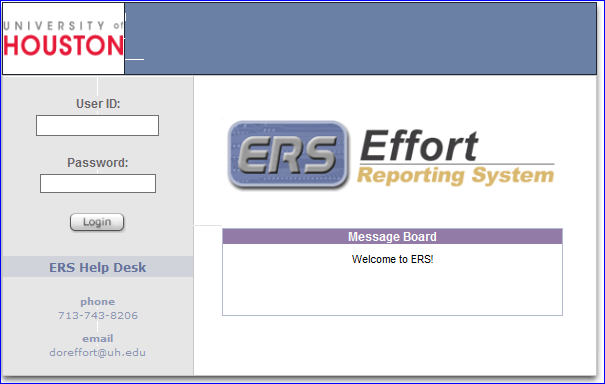 UNIVERSITY of
HOUSTON
User ID:
Password:
Login
ERS Help Desk
phone
713-743-8206
email
doreffort@uh.edu
ERS Effort
Reporting System
Message Board
Welcome to ERS!